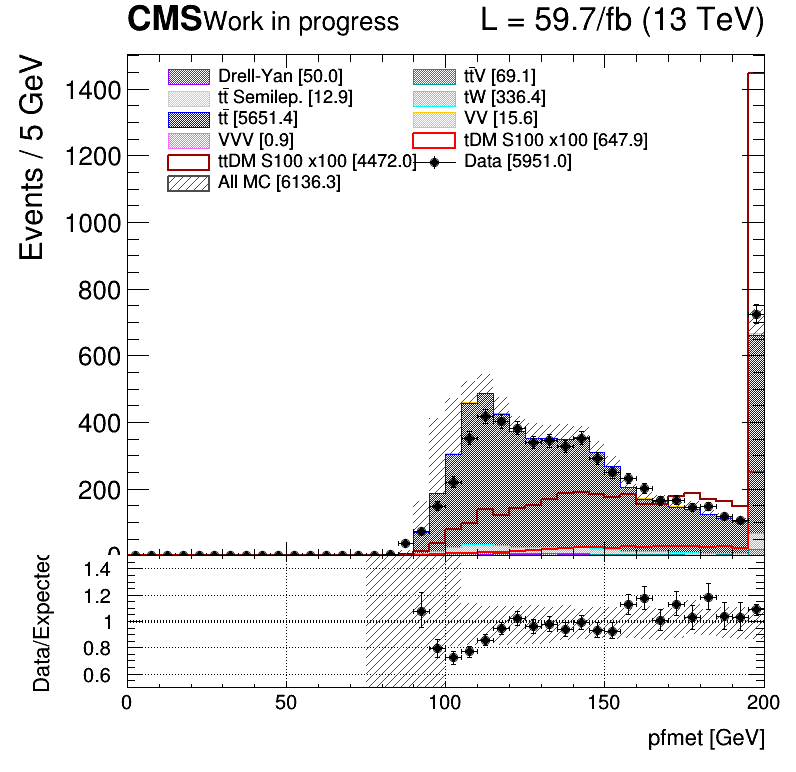 CMS Work in progress L = 59.7/fb (13 TeV)
Events / 5 GeV
1400
1200
1000
800
600
400
200
0
Drell-Yan [50.0]
tt̄V [69.1]
tt̄ Semilep. [12.9]
tW [336.4]
tt̄ [5651.4]
VV [15.6]
VVV [0.9]
tDM S100 x100 [647.9]
ttDM S100 x100 [4472.0]
Data [5951.0]
All MC [6136.3]
Data/Expected
1.4
1.2
1
0.8
0.6
0 50 100 150 200
pfmet [GeV]